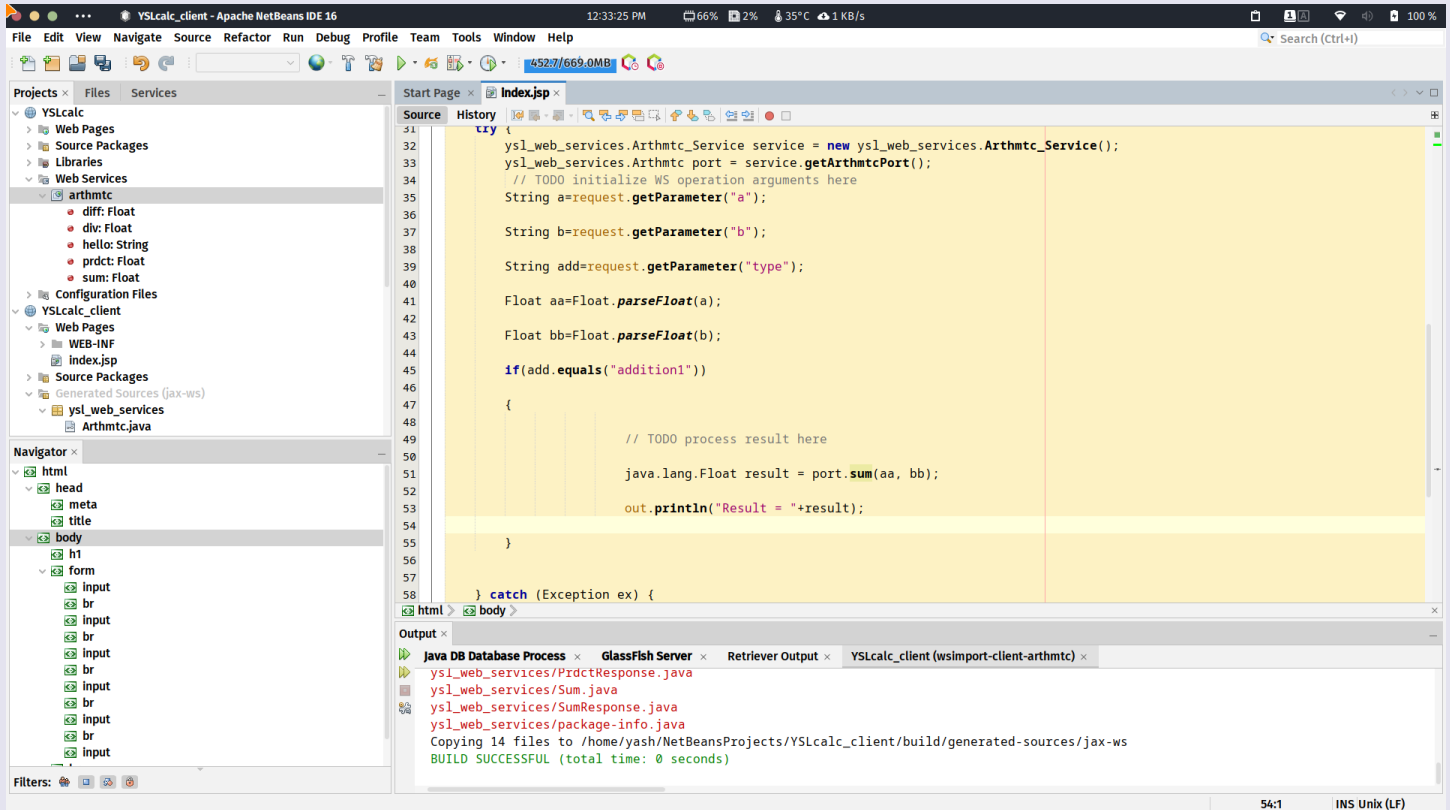 YSLcalc_client - Apache NetBeans IDE 16
12:33:25 PM
66%
2%
35°C
1 KB/s
1
A
100 %
File Edit View Navigate Source Refactor Run Debug Profile Team Tools Window Help
Search (Ctrl+I)
452.7/669.0MB
Projects
Files
Services
YSLcalc
Web Pages
Source Packages
Libraries
Web Services
arthmtc
diff: Float
div: Float
hello: String
prdct: Float
sum: Float
Configuration Files
YSLcalc_client
Web Pages
WEB-INF
index.jsp
Source Packages
Generated Sources (jax-ws)
ysl_web_services
Arthmtc.java
Navigator
html
head
meta
title
body
h1
form
input
br
input
br
input
br
input
br
input
br
input
Filters:
Start Page
index.jsp
Source
History
31 try {
32 ysl_web_services.Arthmtc_Service service = new ysl_web_services.Arthmtc_Service();
33 ysl_web_services.Arthmtc port = service.getArthmtcPort();
34 // TODO initialize WS operation arguments here
35 String a=request.getParameter("a");
36
37 String b=request.getParameter("b");
38
39 String add=request.getParameter("type");
40
41 Float aa=Float.parseFloat(a);
42
43 Float bb=Float.parseFloat(b);
44
45 if(add.equals("addition1"))
46
47 {
48
49 // TODO process result here
50
51 java.lang.Float result = port.sum(aa, bb);
52
53 out.println("Result = "+result);
54
55 }
56
57
58 } catch (Exception ex) {
html
body
Output
Java DB Database Process
GlassFish Server
Retriever Output
YSLcalc_client (wsimport-client-arthmtc)
ysl_web_services/PrdctResponse.java
ysl_web_services/Sum.java
ysl_web_services/SumResponse.java
ysl_web_services/package-info.java
Copying 14 files to /home/yash/NetBeansProjects/YSLcalc_client/build/generated-sources/jax-ws
BUILD SUCCESSFUL (total time: 0 seconds)
54:1
INS Unix (LF)